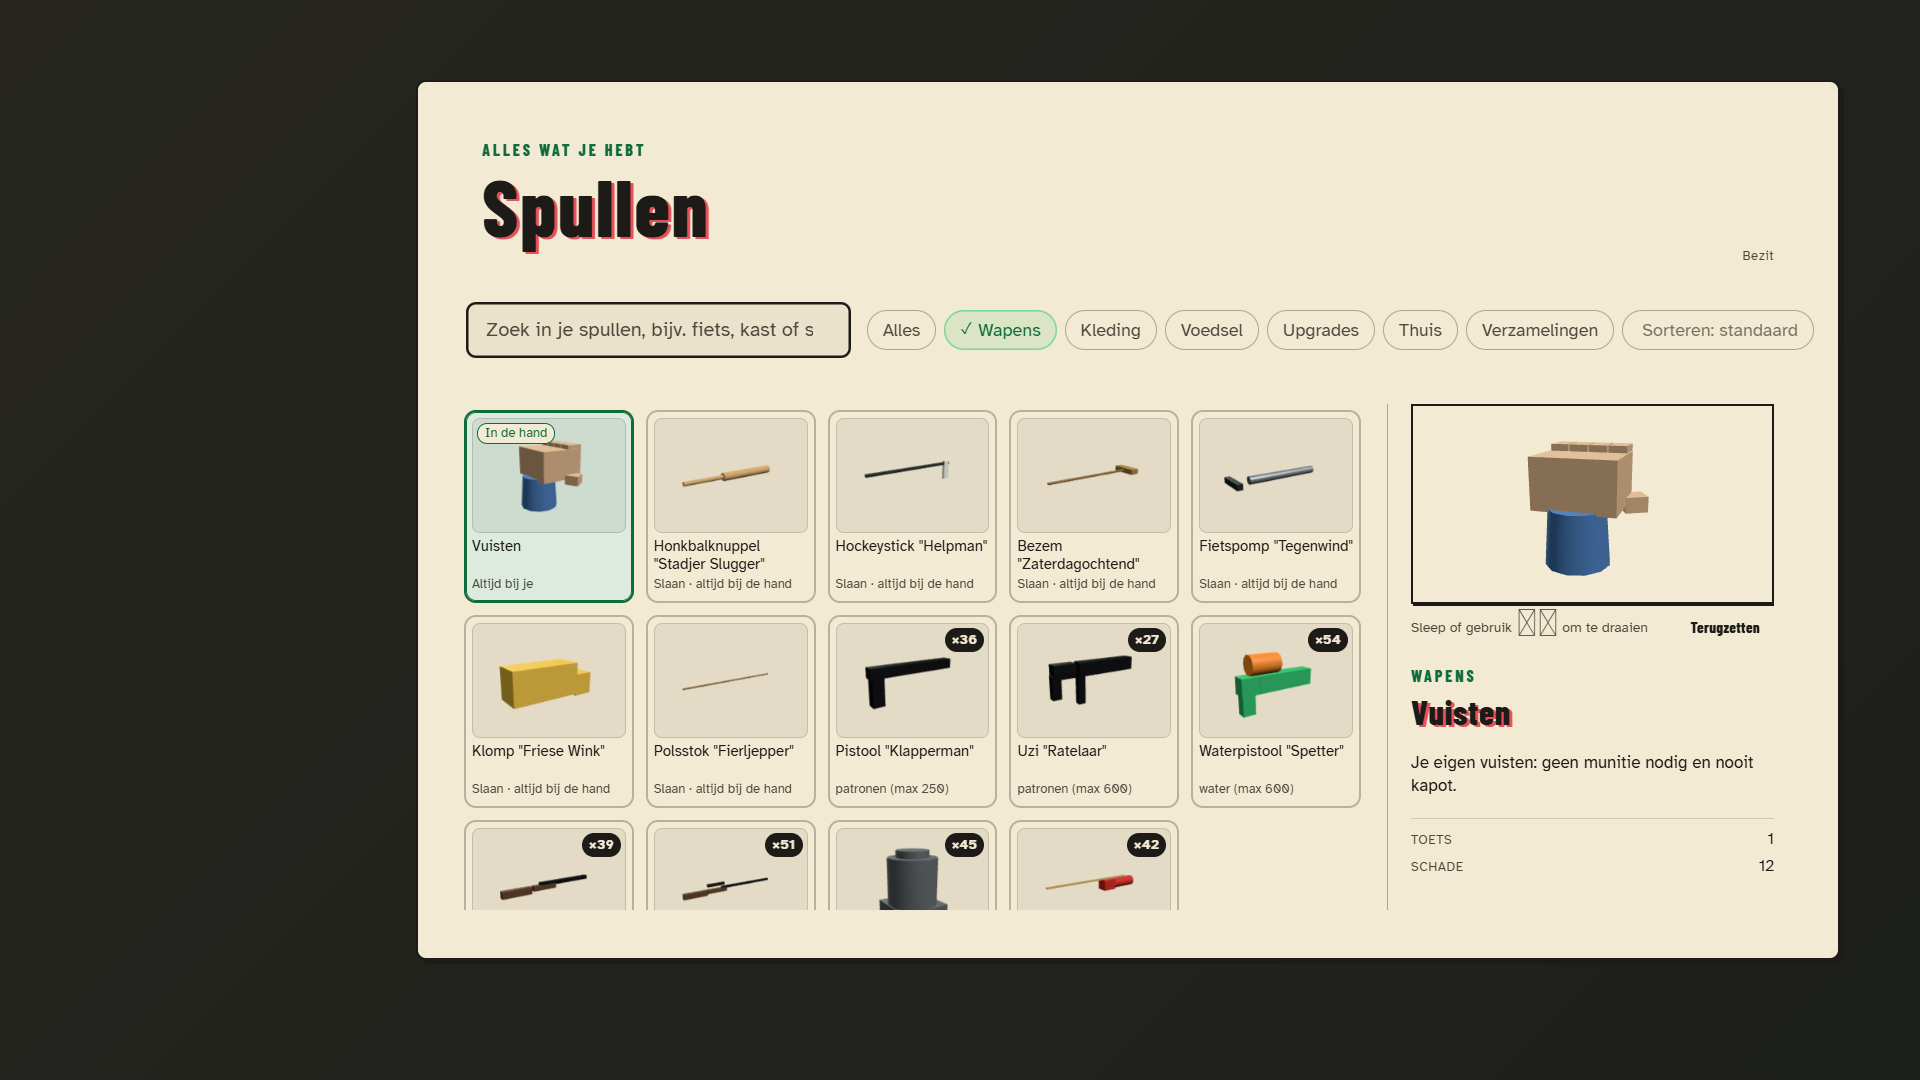 ALLES WAT JE HEBT
Spullen
Bezit
Zoek in je spullen, bijv. fiets, kast of s
Alles
✓ Wapens
Kleding
Voedsel
Upgrades
Thuis
Verzamelingen
Sorteren: standaard
In de hand
Vuisten
Altijd bij je
Honkbalknuppel
"Stadjer Slugger"
Slaan · altijd bij de hand
Hockeystick "Helpman"
Slaan · altijd bij de hand
Bezem
"Zaterdagochtend"
Slaan · altijd bij de hand
Fietspomp "Tegenwind"
Slaan · altijd bij de hand
Klomp "Friese Wink"
Slaan · altijd bij de hand
Polsstok "Fierljepper"
Slaan · altijd bij de hand
×36
Pistool "Klapperman"
patronen (max 250)
×27
Uzi "Ratelaar"
patronen (max 600)
×54
Waterpistool "Spetter"
water (max 600)
×39
×51
×45
×42
Sleep of gebruik om te draaien
Terugzetten
WAPENS
Vuisten
Je eigen vuisten: geen munitie nodig en nooit
kapot.
TOETS 1
SCHADE 12